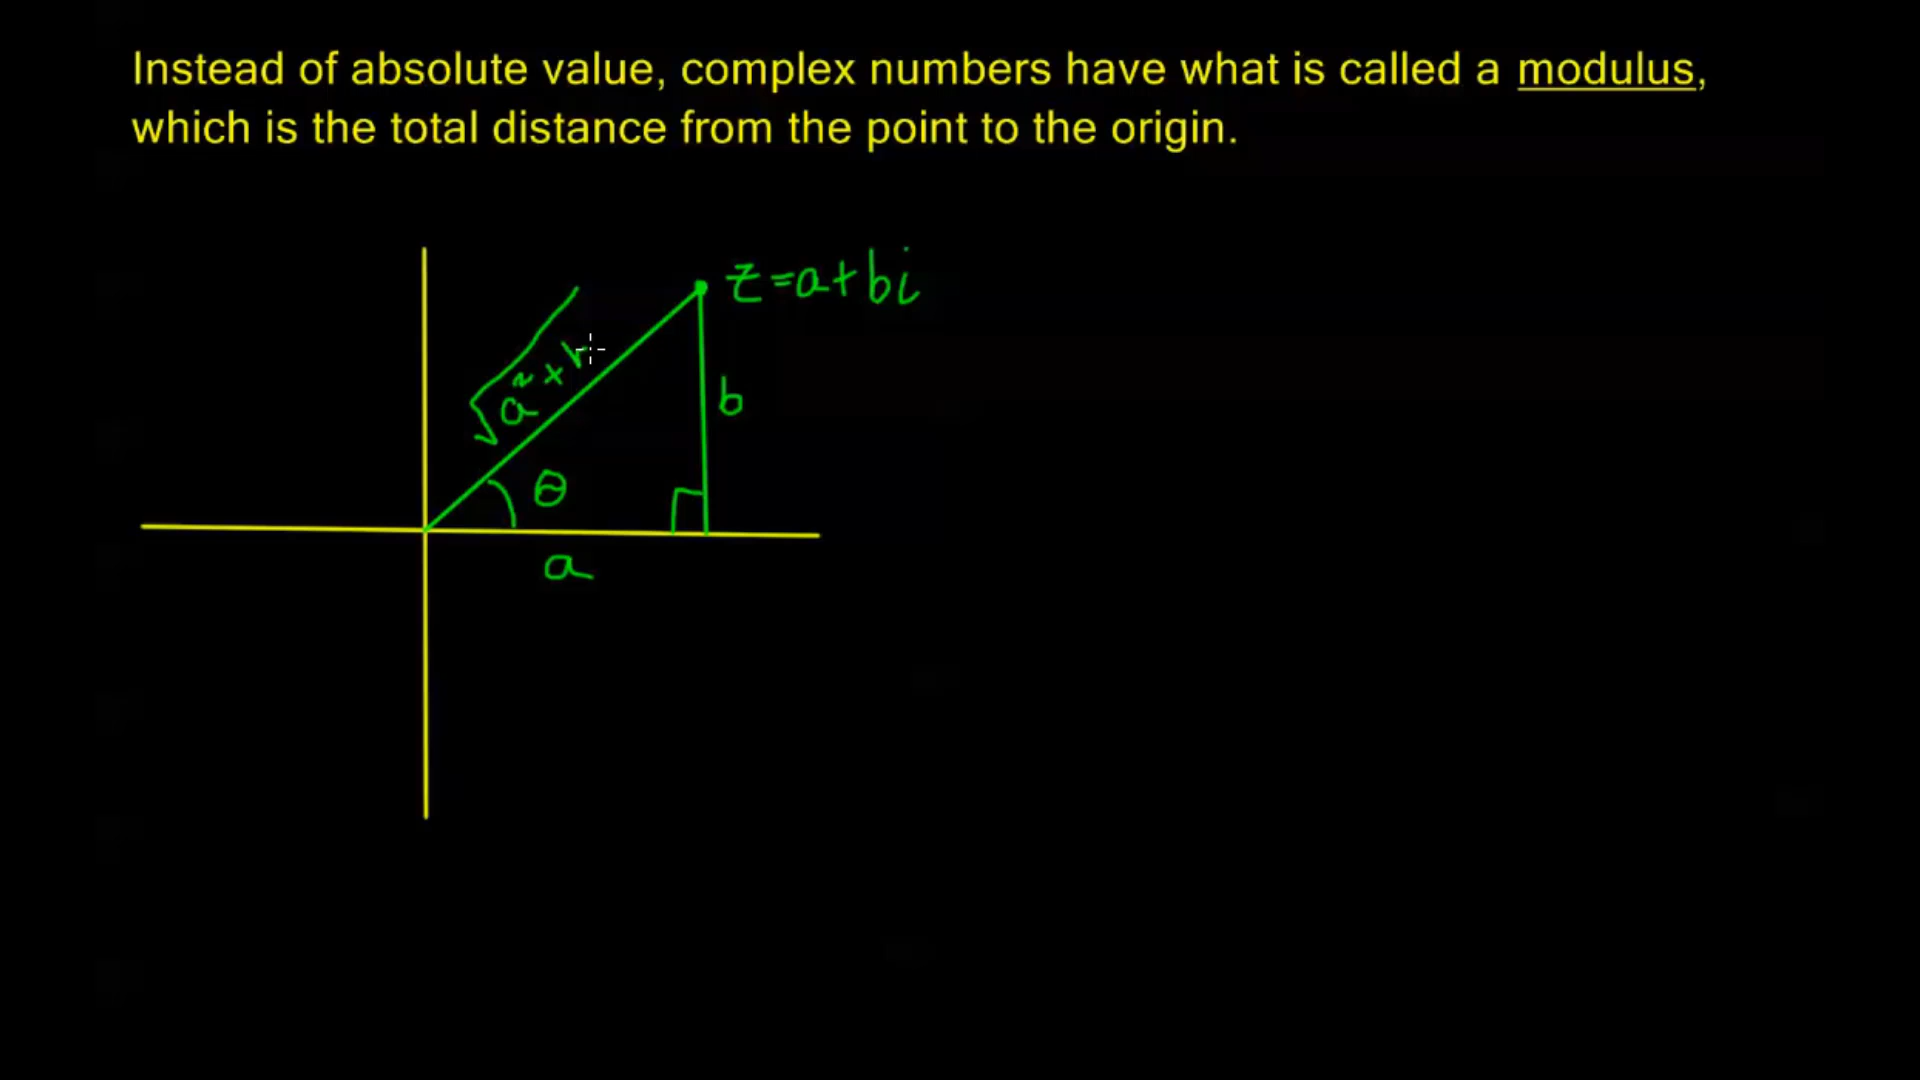 Instead of absolute value, complex numbers have what is called a modulus,
which is the total distance from the point to the origin.
z=a+bi
√a²+
b
θ
a